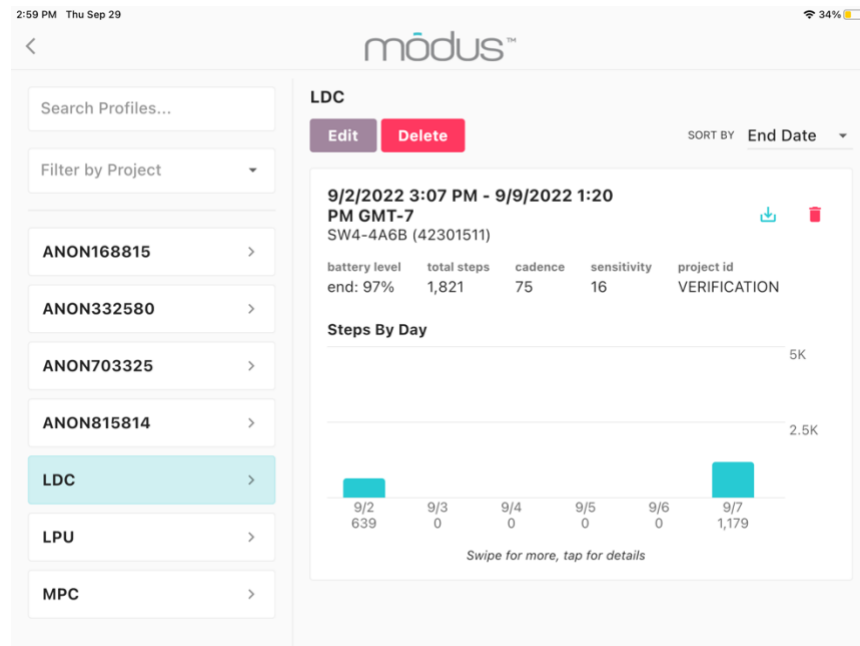 2:59 PM Thu Sep 29
34%
mōdus™
Search Profiles...
Filter by Project
ANON168815
ANON332580
ANON703325
ANON815814
LDC
LPU
MPC
LDC
Edit Delete
SORT BY End Date
9/2/2022 3:07 PM - 9/9/2022 1:20
PM GMT-7
SW4-4A6B (42301511)
battery level total steps cadence sensitivity project id
end: 97% 1,821 75 16 VERIFICATION
Steps By Day
5K
2.5K
9/2 9/3 9/4 9/5 9/6 9/7
639 0 0 0 0 1,179
Swipe for more, tap for details